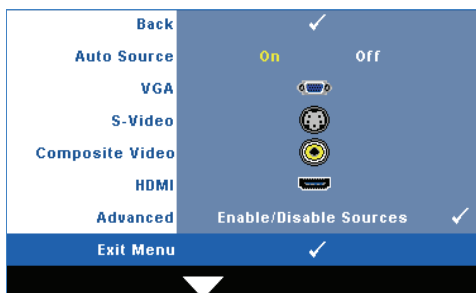 Back
Auto Source On Off
VGA
S-Video
Composite Video
HDMI
Advanced Enable/Disable Sources
Exit Menu